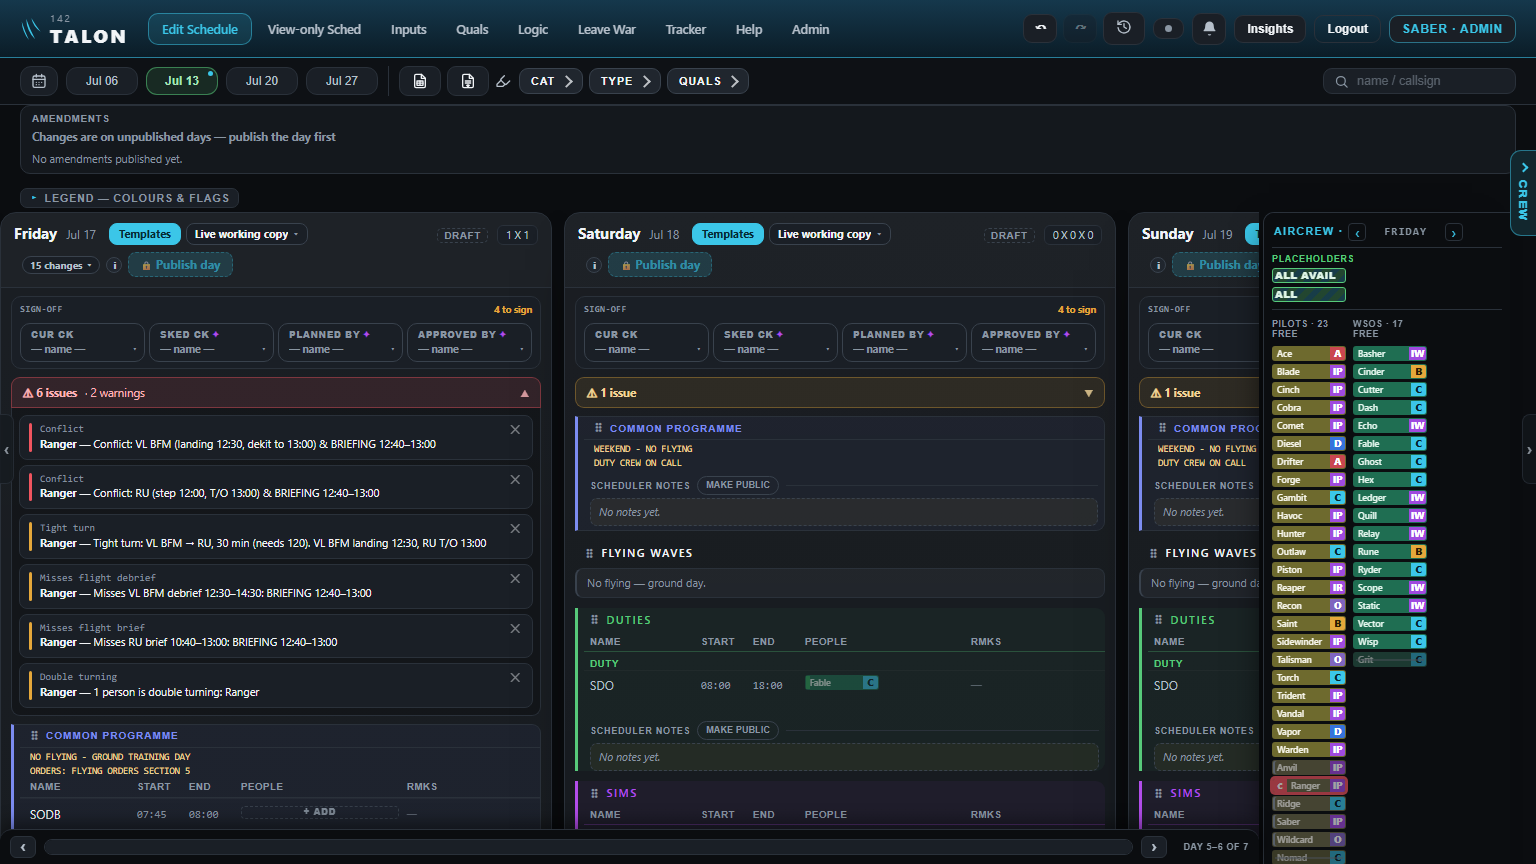 142
TALON
Edit Schedule
View-only Sched
Inputs
Quals
Logic
Leave War
Tracker
Help
Admin
Insights
Logout
SABER · ADMIN
Jul 06
Jul 13
Jul 20
Jul 27
CAT
TYPE
QUALS
name / callsign
AMENDMENTS
Changes are on unpublished days — publish the day first
No amendments published yet.
LEGEND — COLOURS & FLAGS
CREW
Friday Jul 17 Templates Live working copy DRAFT 1X1
15 changes i Publish day
SIGN-OFF 4 to sign
CUR CK SKED CK PLANNED BY APPROVED BY
— name — — name — — name — — name —
6 issues · 2 warnings
Conflict
Ranger — Conflict: VL BFM (landing 12:30, dekit to 13:00) & BRIEFING 12:40–13:00
Conflict
Ranger — Conflict: RU (step 12:00, T/O 13:00) & BRIEFING 12:40–13:00
Tight turn
Ranger — Tight turn: VL BFM → RU, 30 min (needs 120). VL BFM landing 12:30, RU T/O 13:00
Misses flight debrief
Ranger — Misses VL BFM debrief 12:30–14:30: BRIEFING 12:40–13:00
Misses flight brief
Ranger — Misses RU brief 10:40–13:00: BRIEFING 12:40–13:00
Double turning
Ranger — 1 person is double turning: Ranger
COMMON PROGRAMME
NO FLYING - GROUND TRAINING DAY
ORDERS: FLYING ORDERS SECTION 5
NAME START END PEOPLE RMKS
SODB 07:45 08:00 + ADD —
Saturday Jul 18 Templates Live working copy DRAFT 0X0X0
i Publish day
SIGN-OFF 4 to sign
CUR CK SKED CK PLANNED BY APPROVED BY
— name — — name — — name — — name —
1 issue
COMMON PROGRAMME
WEEKEND - NO FLYING
DUTY CREW ON CALL
SCHEDULER NOTES MAKE PUBLIC
No notes yet.
FLYING WAVES
No flying — ground day.
DUTIES
NAME START END PEOPLE RMKS
DUTY
SDO 08:00 18:00 Fable C —
SCHEDULER NOTES MAKE PUBLIC
No notes yet.
SIMS
NAME START END PEOPLE RMKS
Sunday Jul 19
i Publish day
SIGN-OFF
CUR CK
— name —
1 issue
COMMON PROG
WEEKEND - NO FLYING
DUTY CREW ON CALL
SCHEDULER NOTES
No notes yet.
FLYING WAVES
No flying — ground da
DUTIES
NAME
DUTY
SDO
SCHEDULER NOTES
No notes yet.
SIMS
NAME
AIRCREW · FRIDAY
PLACEHOLDERS
ALL AVAIL
ALL
PILOTS · 23 FREE
Ace A
Blade IP
Cinch IP
Cobra IP
Comet IP
Diesel D
Drifter A
Forge IP
Gambit C
Havoc IP
Hunter IP
Outlaw C
Piston IP
Reaper IR
Recon O
Saint B
Sidewinder IP
Talisman O
Torch C
Trident IP
Vandal IP
Vapor D
Warden IP
Anvil IP
C Ranger IP
Ridge C
Saber IP
Wildcard O
Nomad C
WSOS · 17 FREE
Basher IW
Cinder B
Cutter C
Dash C
Echo IW
Fable C
Ghost C
Hex C
Ledger IW
Quill IW
Relay IW
Rune B
Ryder C
Scope IW
Static IW
Vector C
Wisp C
Grit C
DAY 5–6 OF 7